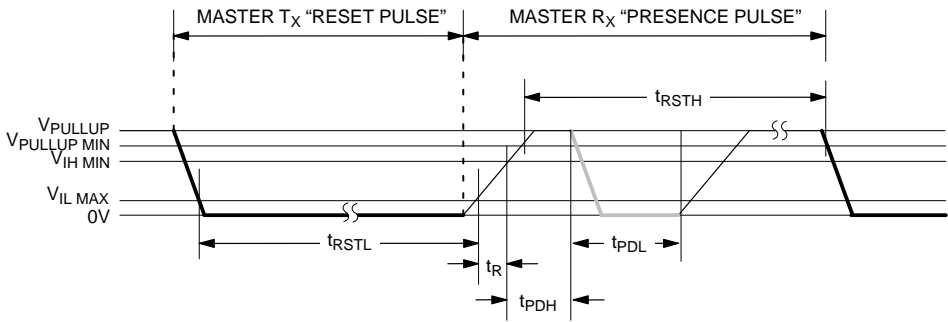 MASTER TX “RESET PULSE” MASTER RX “PRESENCE PULSE”
tRSTH
VPULLUP
VPULLUP MIN
VIH MIN
VIL MAX
0V
tRSTL
tPDL
tR
tPDH